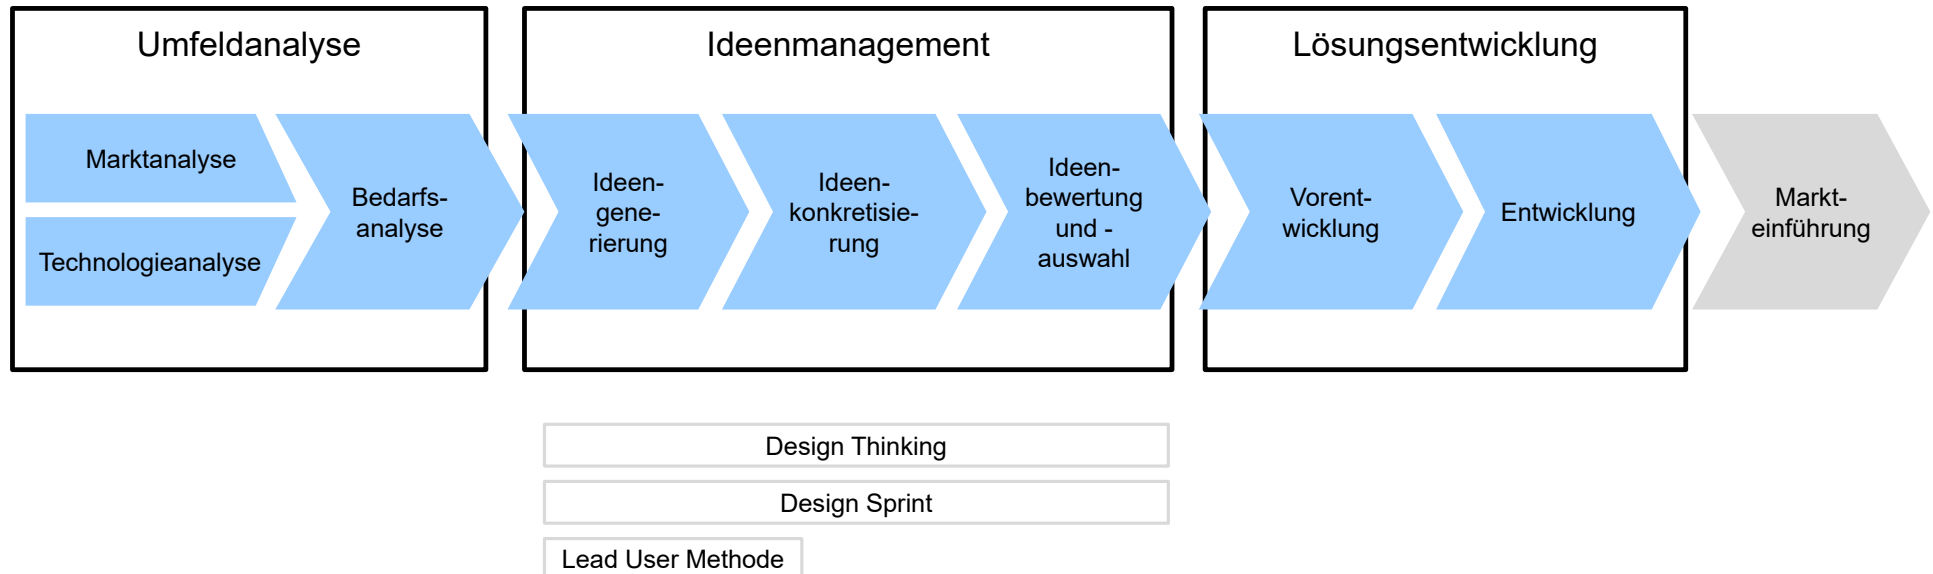 Umfeldanalyse
Ideenmanagement
Lösungsentwicklung
Marktanalyse
Technologieanalyse
Bedarfs-
analyse
Ideen-
gene-
rierung
Ideen-
konkretisie-
rung
Ideen-
bewertung
und -
auswahl
Vorent-
wicklung
Entwicklung
Markt-
einführung
Design Thinking
Design Sprint
Lead User Methode